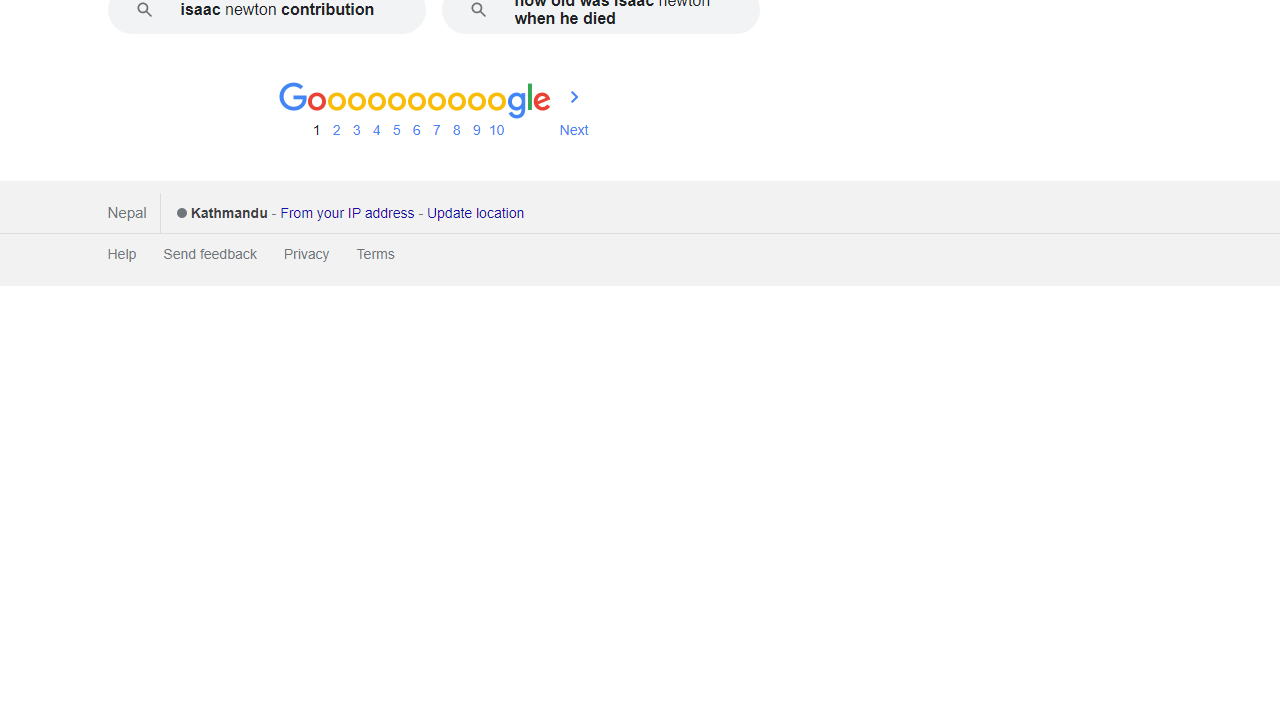 isaac newton contribution
how old was isaac newton
when he died
Goooooooooogle
1 2 3 4 5 6 7 8 9 10 Next
Nepal
Kathmandu - From your IP address - Update location
Help Send feedback Privacy Terms